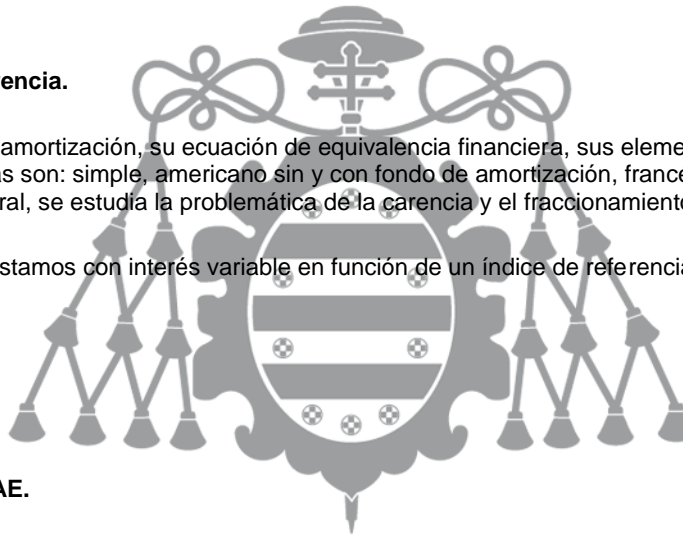 encia.
amortización, su ecuación de equivalencia financiera, sus eleme
as son: simple, americano sin y con fondo de amortización, france
ral, se estudia la problemática de la carencia y el fraccionamiento
stamos con interés variable en función de un índice de referencia
AE.